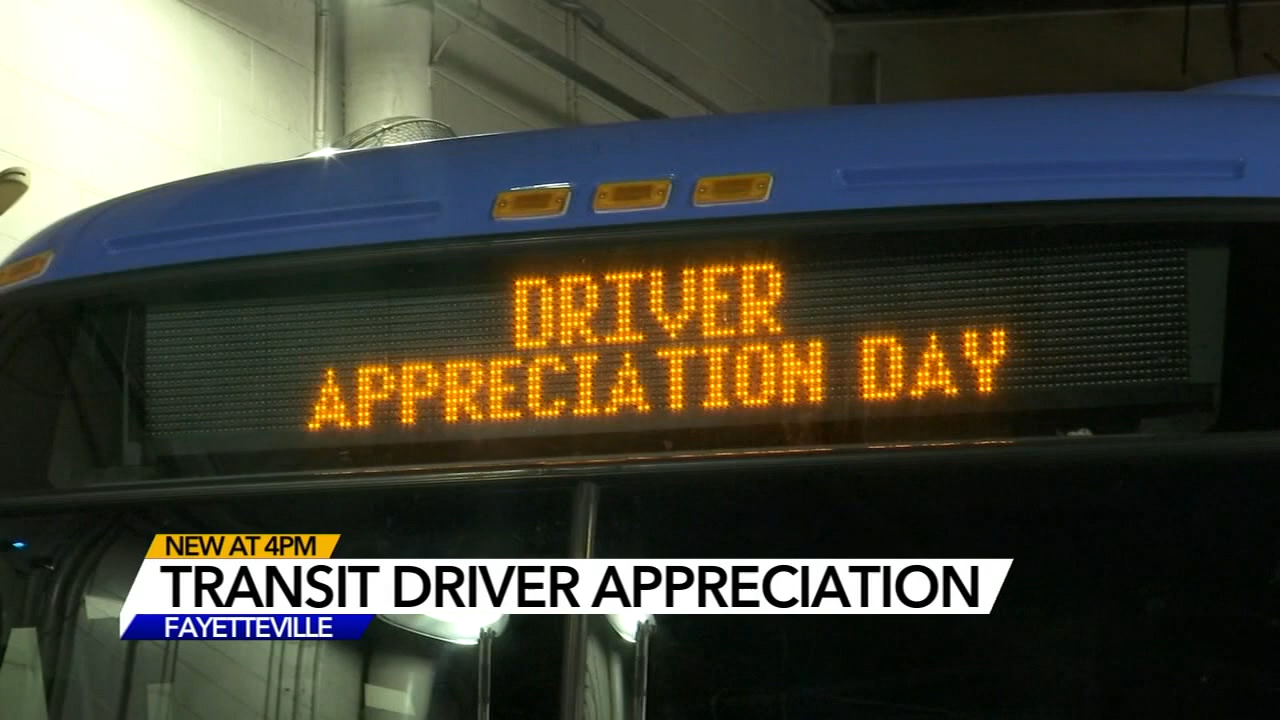 DRIVER
APPRECIATION DAY
NEW AT 4PM
TRANSIT DRIVER APPRECIATION
FAYETTEVILLE